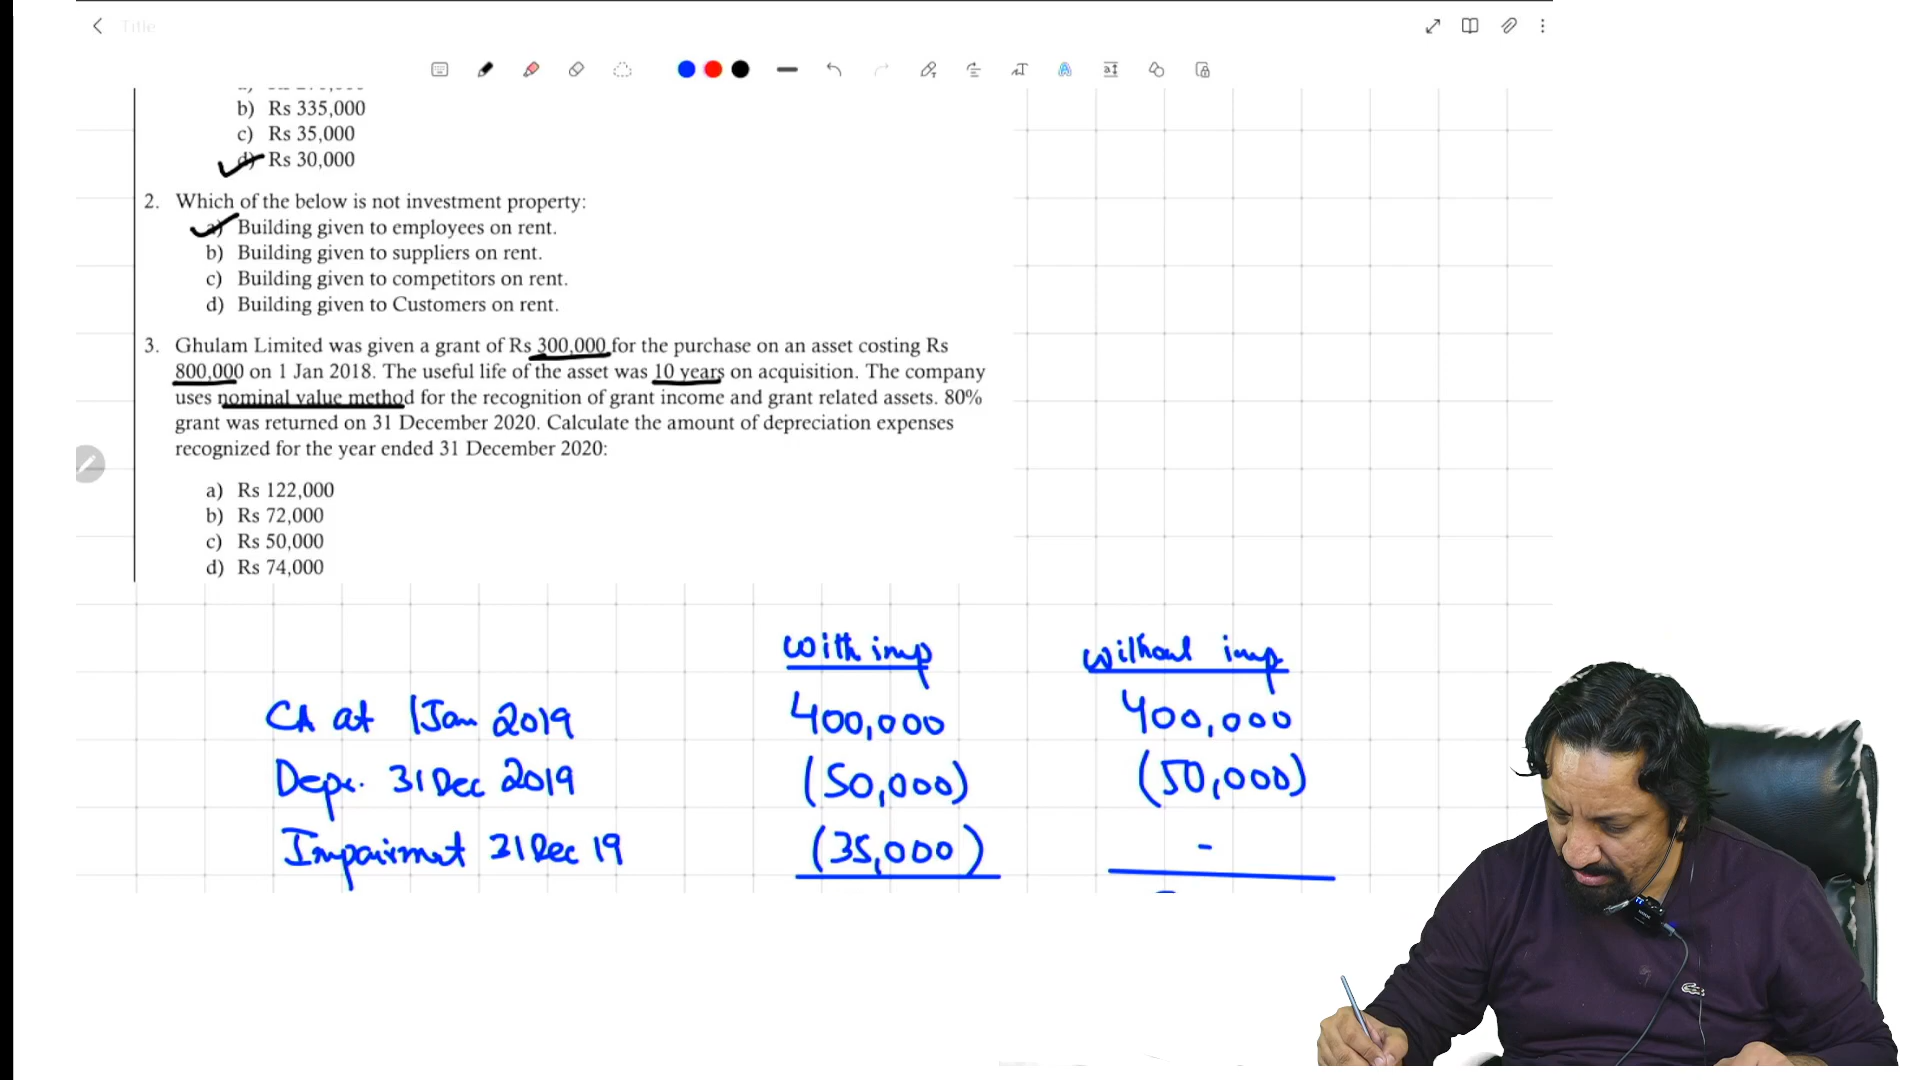 Title
b) Rs 335,000
c) Rs 35,000
d) Rs 30,000
2. Which of the below is not investment property:
a) Building given to employees on rent.
b) Building given to suppliers on rent.
c) Building given to competitors on rent.
d) Building given to Customers on rent.
3. Ghulam Limited was given a grant of Rs 300,000 for the purchase on an asset costing Rs
800,000 on 1 Jan 2018. The useful life of the asset was 10 years on acquisition. The company
uses nominal value method for the recognition of grant income and grant related assets. 80%
grant was returned on 31 December 2020. Calculate the amount of depreciation expenses
recognized for the year ended 31 December 2020:
a) Rs 122,000
b) Rs 72,000
c) Rs 50,000
d) Rs 74,000
with imp without imp
CA at 1 Jan 2019 400,000 400,000
Depr. 31 Dec 2019 (50,000) (50,000)
Impairment 31 Dec 19 (35,000) -